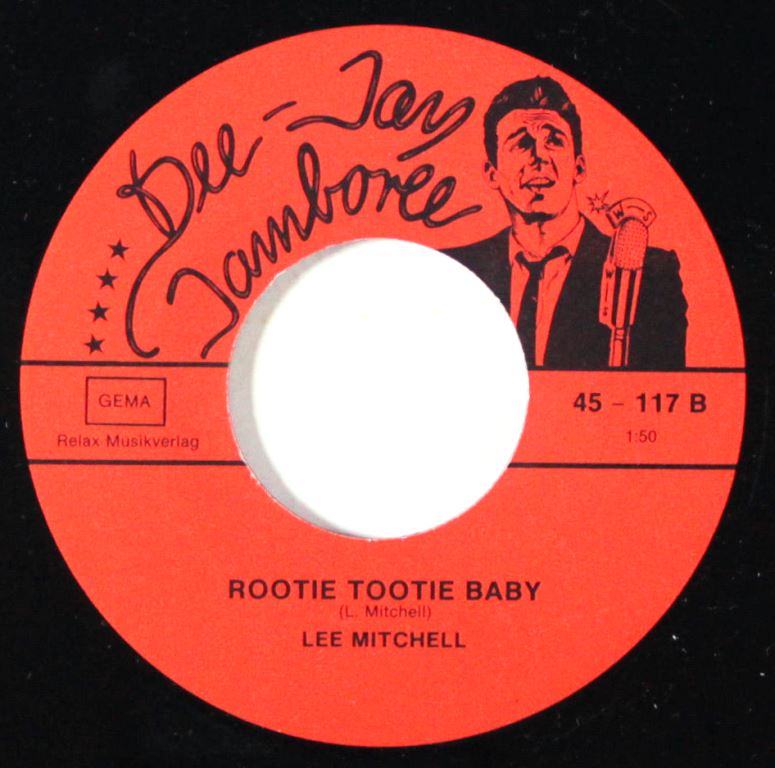 Dee-Jay
Jamboree
W I S
W I S
GEMA
Relax Musikverlag
45 – 117 B
1:50
ROOTIE TOOTIE BABY
(L. Mitchell)
LEE MITCHELL